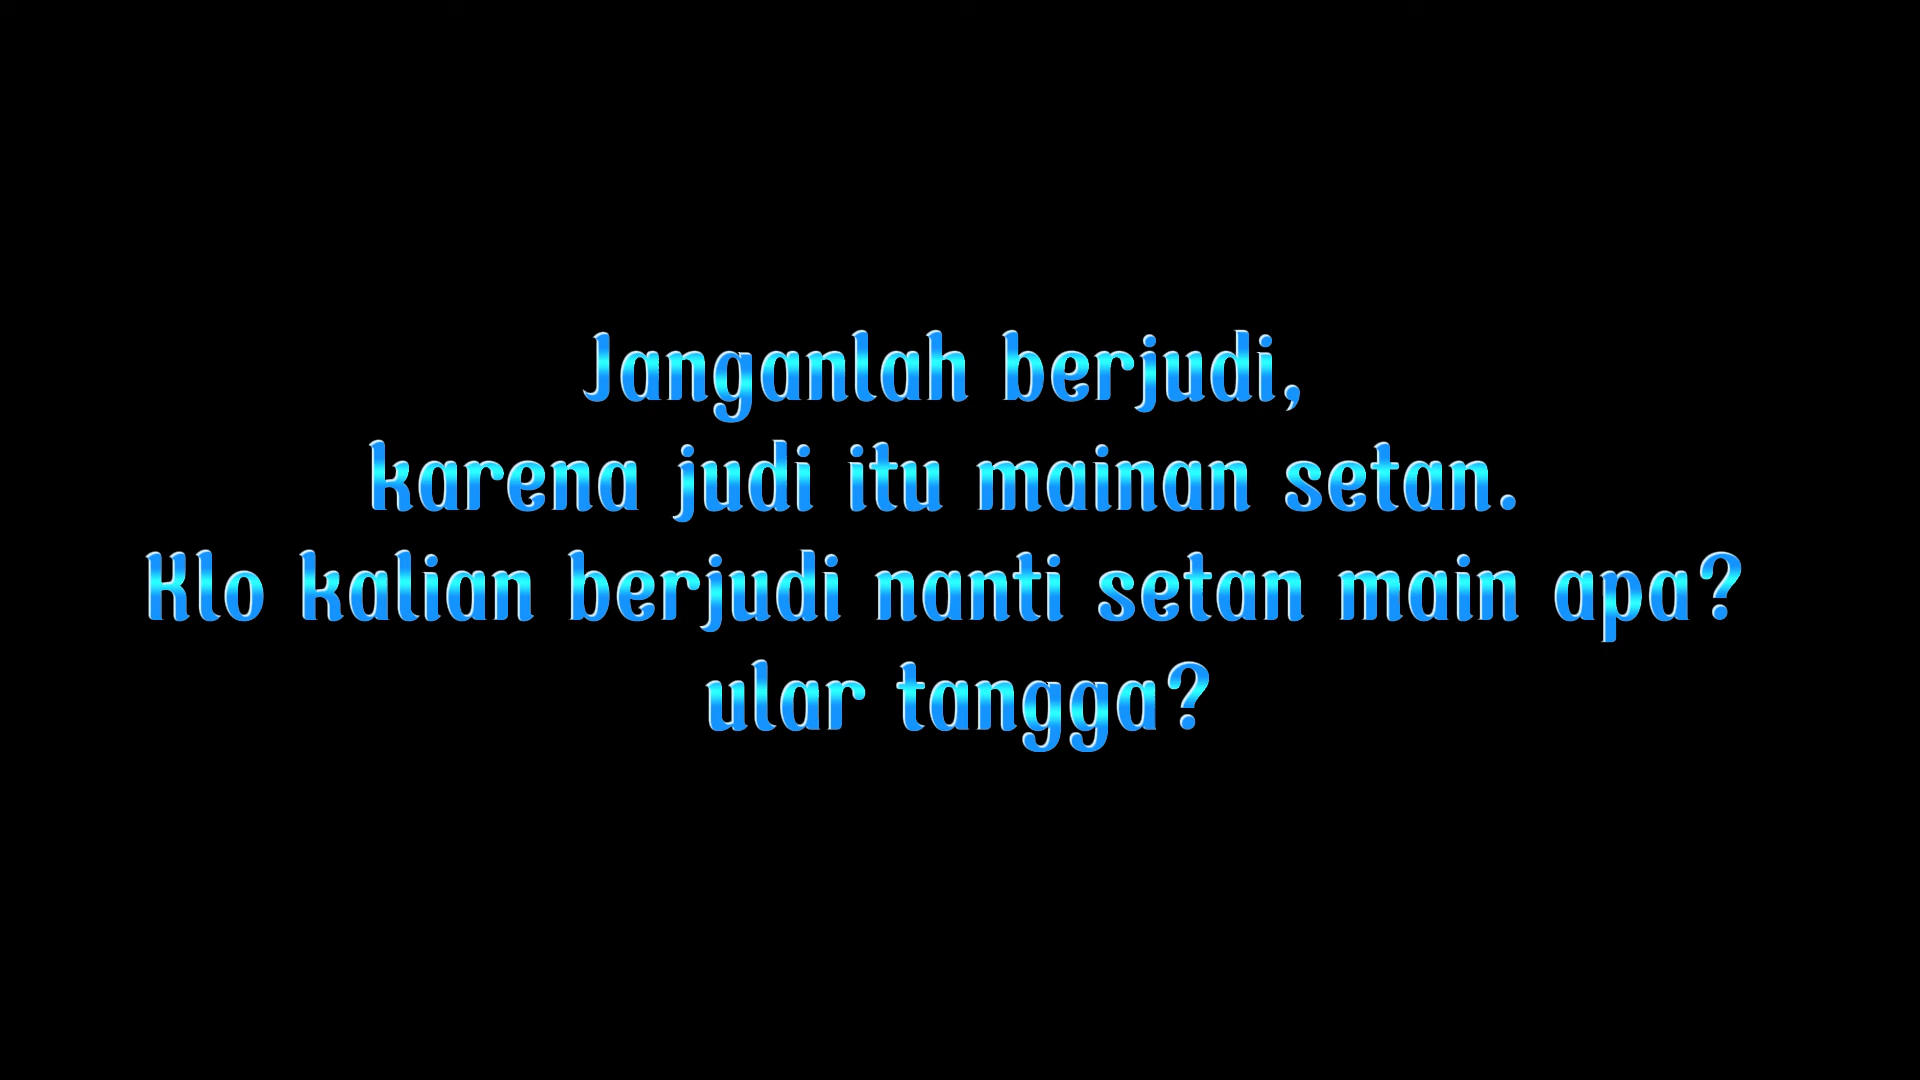 Janganlah berjudi,
karena judi itu mainan setan.
Klo kalian berjudi nanti setan main apa?
ular tangga?